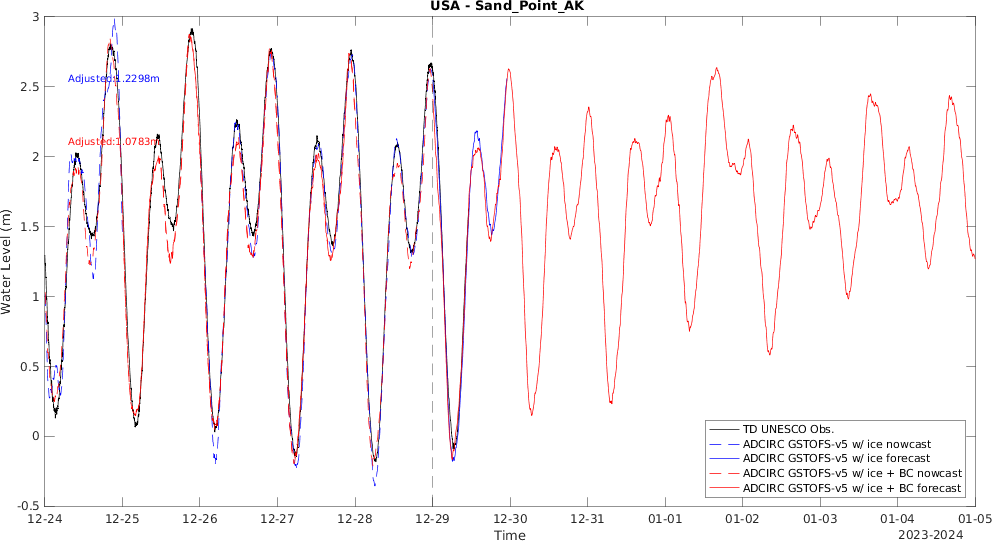 USA - Sand_Point_AK
3
2.5
2
1.5
1
0.5
0
-0.5
Water Level (m)
Adjusted:1.2298m
Adjusted:1.0783m
TD UNESCO Obs.
ADCIRC GSTOFS-v5 w/ ice nowcast
ADCIRC GSTOFS-v5 w/ ice forecast
ADCIRC GSTOFS-v5 w/ ice + BC nowcast
ADCIRC GSTOFS-v5 w/ ice + BC forecast
12-24 12-25 12-26 12-27 12-28 12-29 12-30 12-31 01-01 01-02 01-03 01-04 01-05
Time
2023-2024